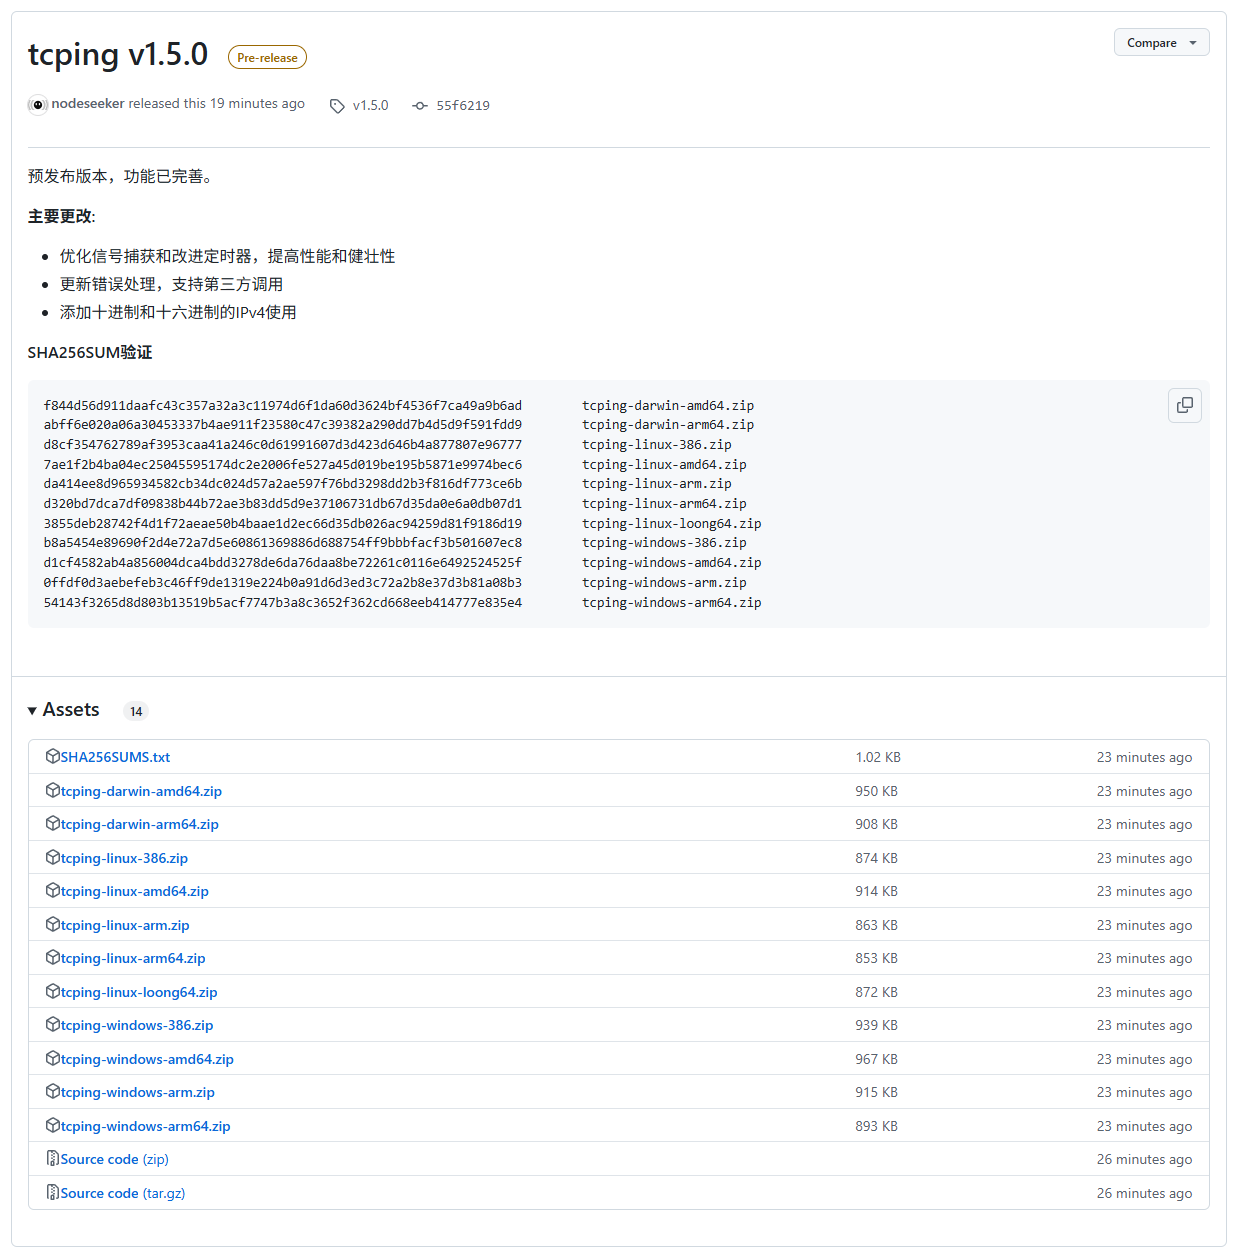 tcping v1.5.0 Pre-release Compare
nodeseeker released this 19 minutes ago v1.5.0 55f6219
预发布版本，功能已完善。
主要更改:
优化信号捕获和改进定时器，提高性能和健壮性
更新错误处理，支持第三方调用
添加十进制和十六进制的IPv4使用
SHA256SUM验证
f844d56d911daafc43c357a32a3c11974d6f1da60d3624bf4536f7ca49a9b6ad tcping-darwin-amd64.zip
abff6e020a06a30453337b4ae911f23580c47c39382a290dd7b4d5d9f591fdd9 tcping-darwin-arm64.zip
d8cf354762789af3953caa41a246c0d61991607d3d423d646b4a877807e96777 tcping-linux-386.zip
7ae1f2b4ba04ec25045595174dc2e2006fe527a45d019be195b5871e9974bec6 tcping-linux-amd64.zip
da414ee8d965934582cb34dc024d57a2ae597f76bd3298dd2b3f816df773ce6b tcping-linux-arm.zip
d320bd7dca7df09838b44b72ae3b83dd5d9e37106731db67d35da0e6a0db07d1 tcping-linux-arm64.zip
3855deb28742f4d1f72aeae50b4baae1d2ec66d35db026ac94259d81f9186d19 tcping-linux-loong64.zip
b8a5454e89690f2d4e72a7d5e60861369886d688754ff9bbbfacf3b501607ec8 tcping-windows-386.zip
d1cf4582ab4a856004dca4bdd3278de6da76daa8be72261c0116e6492524525f tcping-windows-amd64.zip
0ffdf0d3aebefeb3c46ff9de1319e224b0a91d6d3ed3c72a2b8e37d3b81a08b3 tcping-windows-arm.zip
54143f3265d8d803b13519b5acf7747b3a8c3652f362cd668eeb414777e835e4 tcping-windows-arm64.zip
Assets 14
SHA256SUMS.txt 1.02 KB 23 minutes ago
tcping-darwin-amd64.zip 950 KB 23 minutes ago
tcping-darwin-arm64.zip 908 KB 23 minutes ago
tcping-linux-386.zip 874 KB 23 minutes ago
tcping-linux-amd64.zip 914 KB 23 minutes ago
tcping-linux-arm.zip 863 KB 23 minutes ago
tcping-linux-arm64.zip 853 KB 23 minutes ago
tcping-linux-loong64.zip 872 KB 23 minutes ago
tcping-windows-386.zip 939 KB 23 minutes ago
tcping-windows-amd64.zip 967 KB 23 minutes ago
tcping-windows-arm.zip 915 KB 23 minutes ago
tcping-windows-arm64.zip 893 KB 23 minutes ago
Source code (zip) 26 minutes ago
Source code (tar.gz) 26 minutes ago